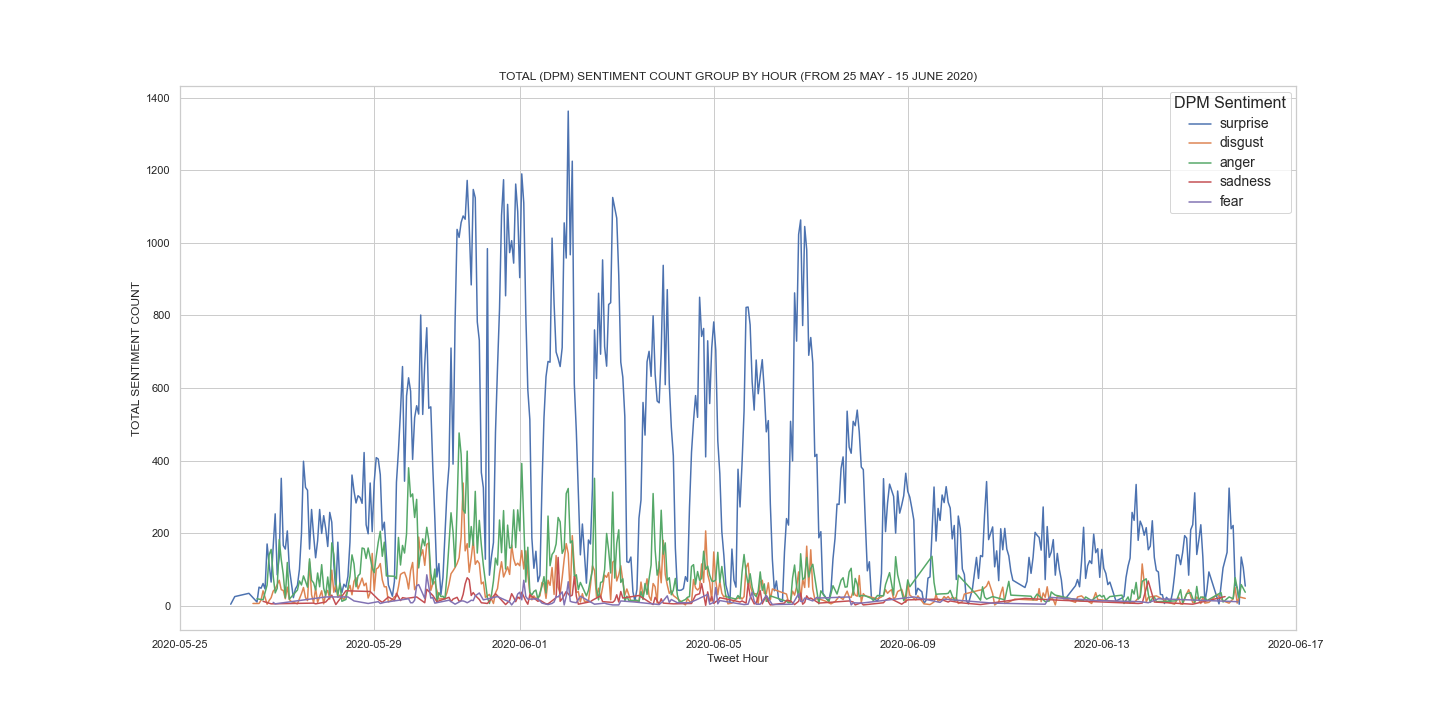 TOTAL (DPM) SENTIMENT COUNT GROUP BY HOUR (FROM 25 MAY - 15 JUNE 2020)
DPM Sentiment
surprise
disgust
anger
sadness
fear
TOTAL SENTIMENT COUNT
1400
1200
1000
800
600
400
200
0
2020-05-25 2020-05-29 2020-06-01 2020-06-05 2020-06-09 2020-06-13 2020-06-17
Tweet Hour